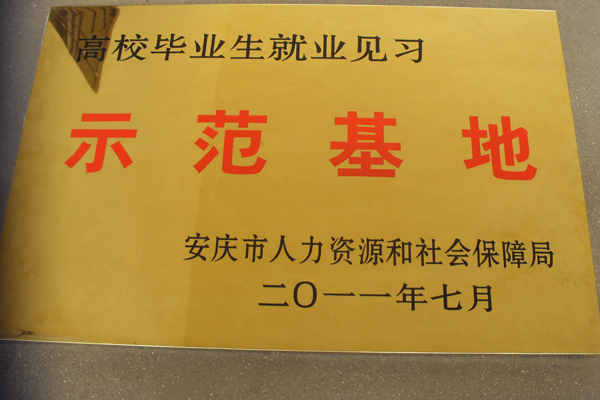 高校毕业生就业见习
示范基地
安庆市人力资源和社会保障局
二〇一一年七月